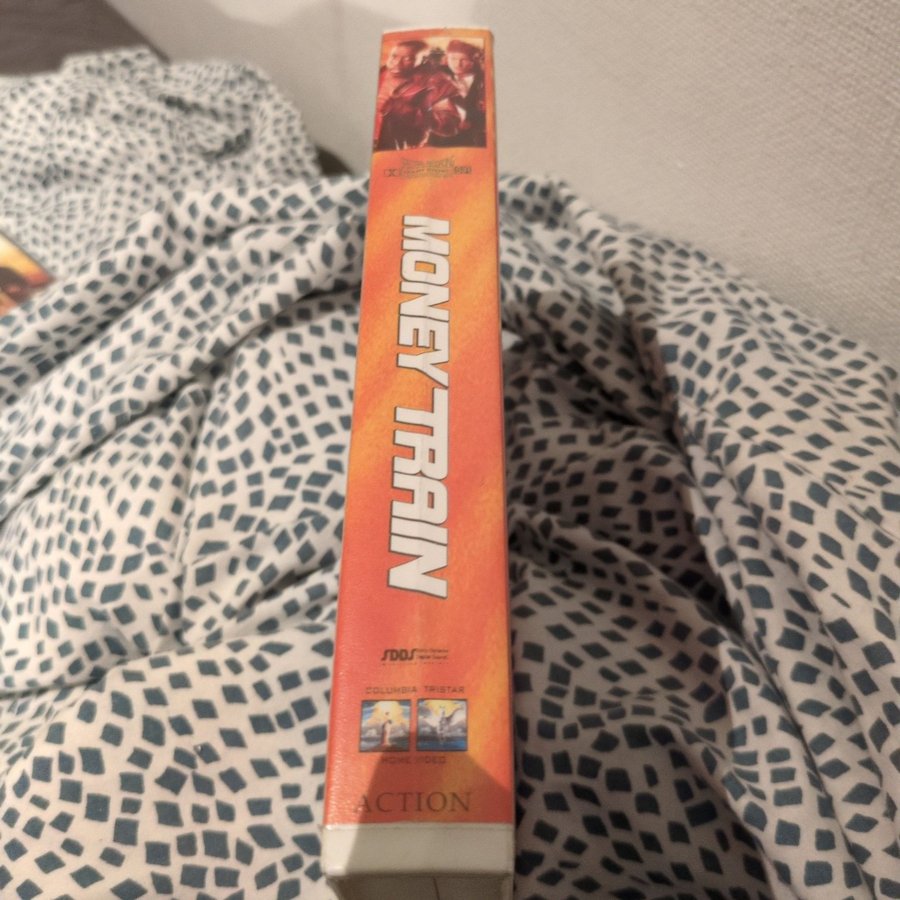 MONEY TRAIN
SDDS
COLUMBIA TRISTAR
HOME VIDEO
ACTION